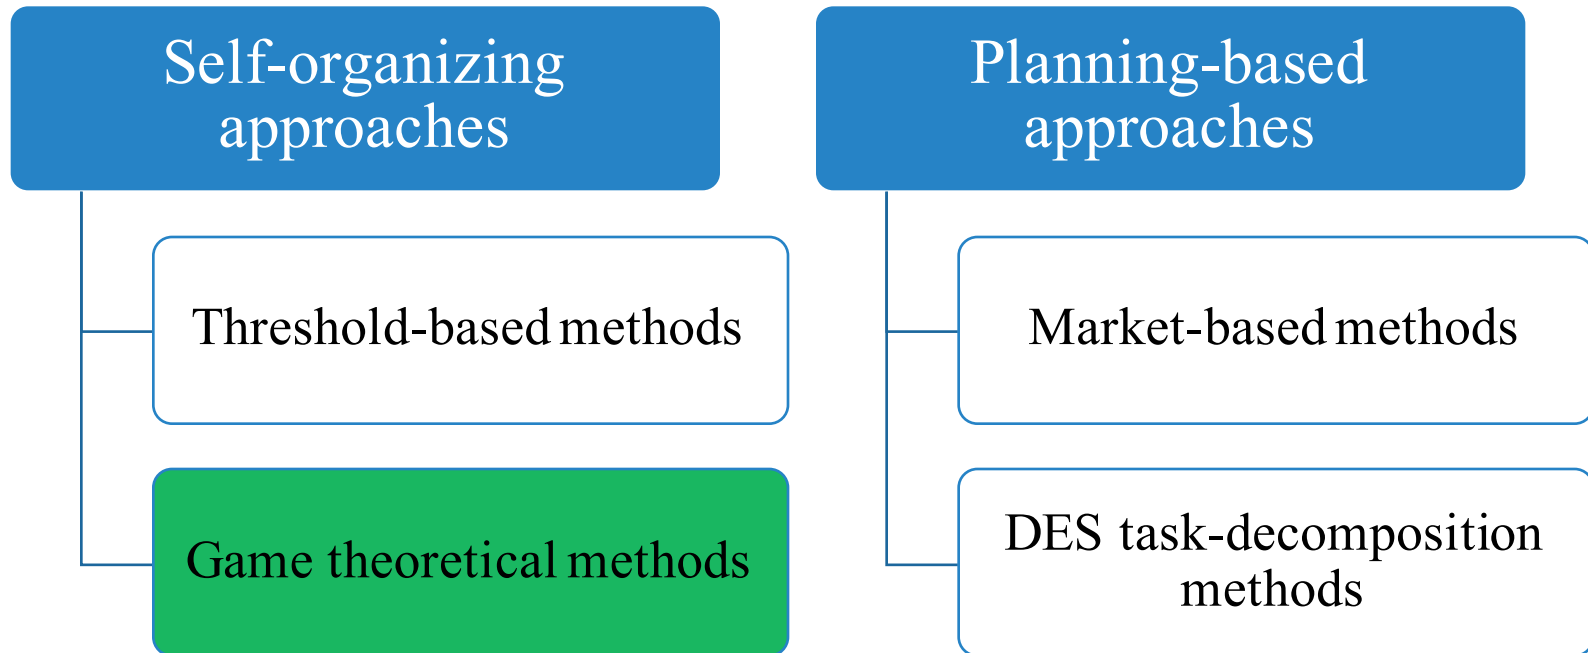 Self-organizing
approaches
Threshold-based methods
Game theoretical methods
Planning-based
approaches
Market-based methods
DES task-decomposition
methods